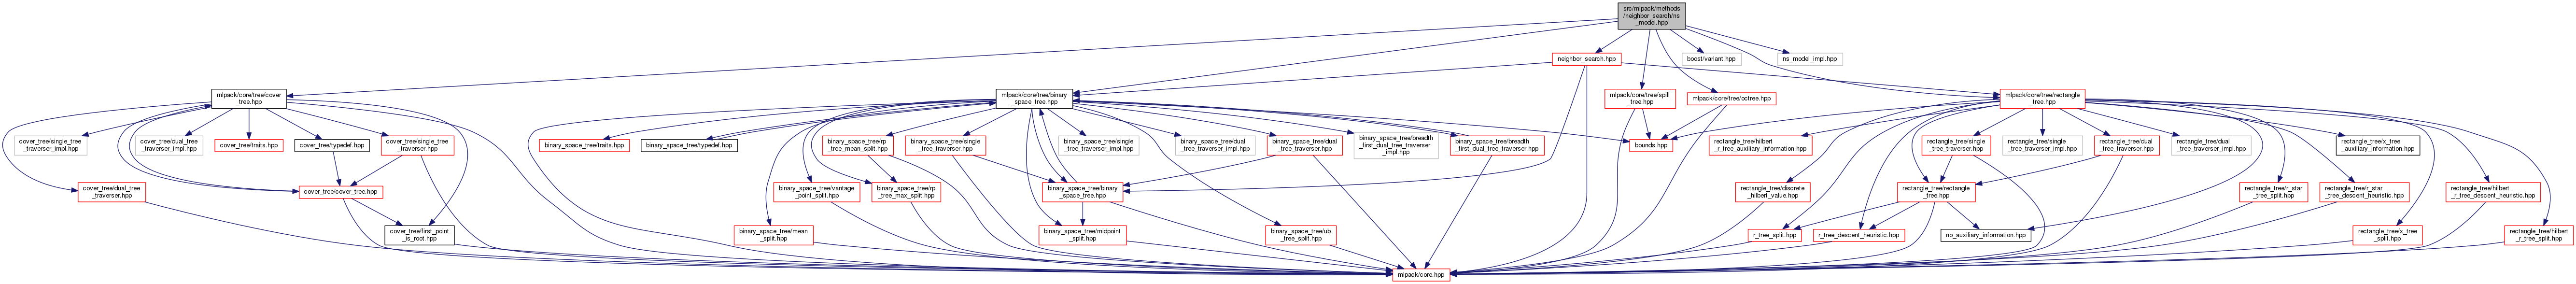 src/mlpack/methods
/neighbor_search/ns
_model.hpp
neighbor_search.hpp
boost/variant.hpp
ns_model_impl.hpp
mlpack/core/tree/cover
_tree.hpp
mlpack/core/tree/binary
_space_tree.hpp
mlpack/core/tree/spill
_tree.hpp
mlpack/core/tree/octree.hpp
mlpack/core/tree/rectangle
_tree.hpp
cover_tree/single_tree
_traverser_impl.hpp
cover_tree/dual_tree
_traverser_impl.hpp
cover_tree/traits.hpp
cover_tree/typedef.hpp
cover_tree/single_tree
_traverser.hpp
binary_space_tree/traits.hpp
binary_space_tree/typedef.hpp
binary_space_tree/rp
_tree_mean_split.hpp
binary_space_tree/single
_tree_traverser.hpp
binary_space_tree/single
_tree_traverser_impl.hpp
binary_space_tree/dual
_tree_traverser_impl.hpp
binary_space_tree/dual
_tree_traverser.hpp
binary_space_tree/breadth
_first_dual_tree_traverser
_impl.hpp
binary_space_tree/breadth
_first_dual_tree_traverser.hpp
bounds.hpp
rectangle_tree/hilbert
_r_tree_auxiliary_information.hpp
rectangle_tree/single
_tree_traverser.hpp
rectangle_tree/single
_tree_traverser_impl.hpp
rectangle_tree/dual
_tree_traverser.hpp
rectangle_tree/dual
_tree_traverser_impl.hpp
rectangle_tree/x_tree
_auxiliary_information.hpp
cover_tree/dual_tree
_traverser.hpp
cover_tree/cover_tree.hpp
binary_space_tree/vantage
_point_split.hpp
binary_space_tree/rp
_tree_max_split.hpp
binary_space_tree/binary
_space_tree.hpp
rectangle_tree/discrete
_hilbert_value.hpp
rectangle_tree/rectangle
_tree.hpp
rectangle_tree/r_star
_tree_split.hpp
rectangle_tree/r_star
_tree_descent_heuristic.hpp
rectangle_tree/hilbert
_r_tree_descent_heuristic.hpp
cover_tree/first_point
_is_root.hpp
binary_space_tree/mean
_split.hpp
binary_space_tree/midpoint
_split.hpp
binary_space_tree/ub
_tree_split.hpp
r_tree_split.hpp
r_tree_descent_heuristic.hpp
no_auxiliary_information.hpp
rectangle_tree/x_tree
_split.hpp
rectangle_tree/hilbert
_r_tree_split.hpp
mlpack/core.hpp